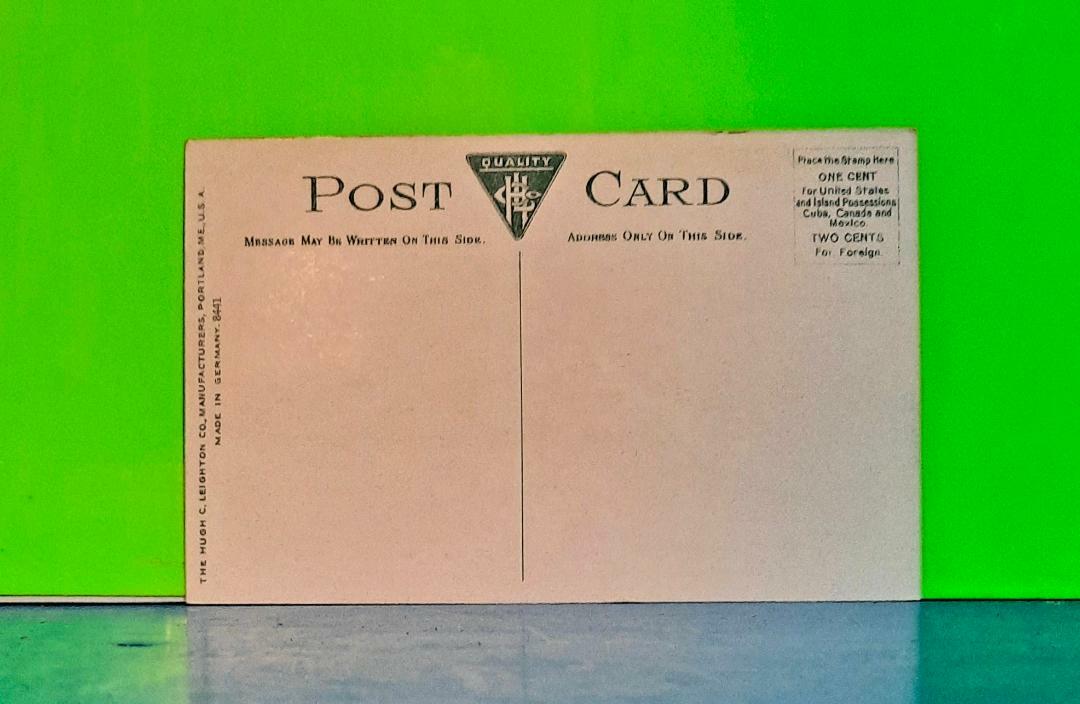 QUALITY
POST CARD
MESSAGE MAY BE WRITTEN ON THIS SIDE.
ADDRESS ONLY ON THIS SIDE.
Place the Stamp Here
ONE CENT
for United States
and Island Possessions
Cuba, Canada and
Mexico.
TWO CENTS
For Foreign.
THE HUGH C. LEIGHTON CO., MANUFACTURERS, PORTLAND, ME., U.S.A.
MADE IN GERMANY. 8441